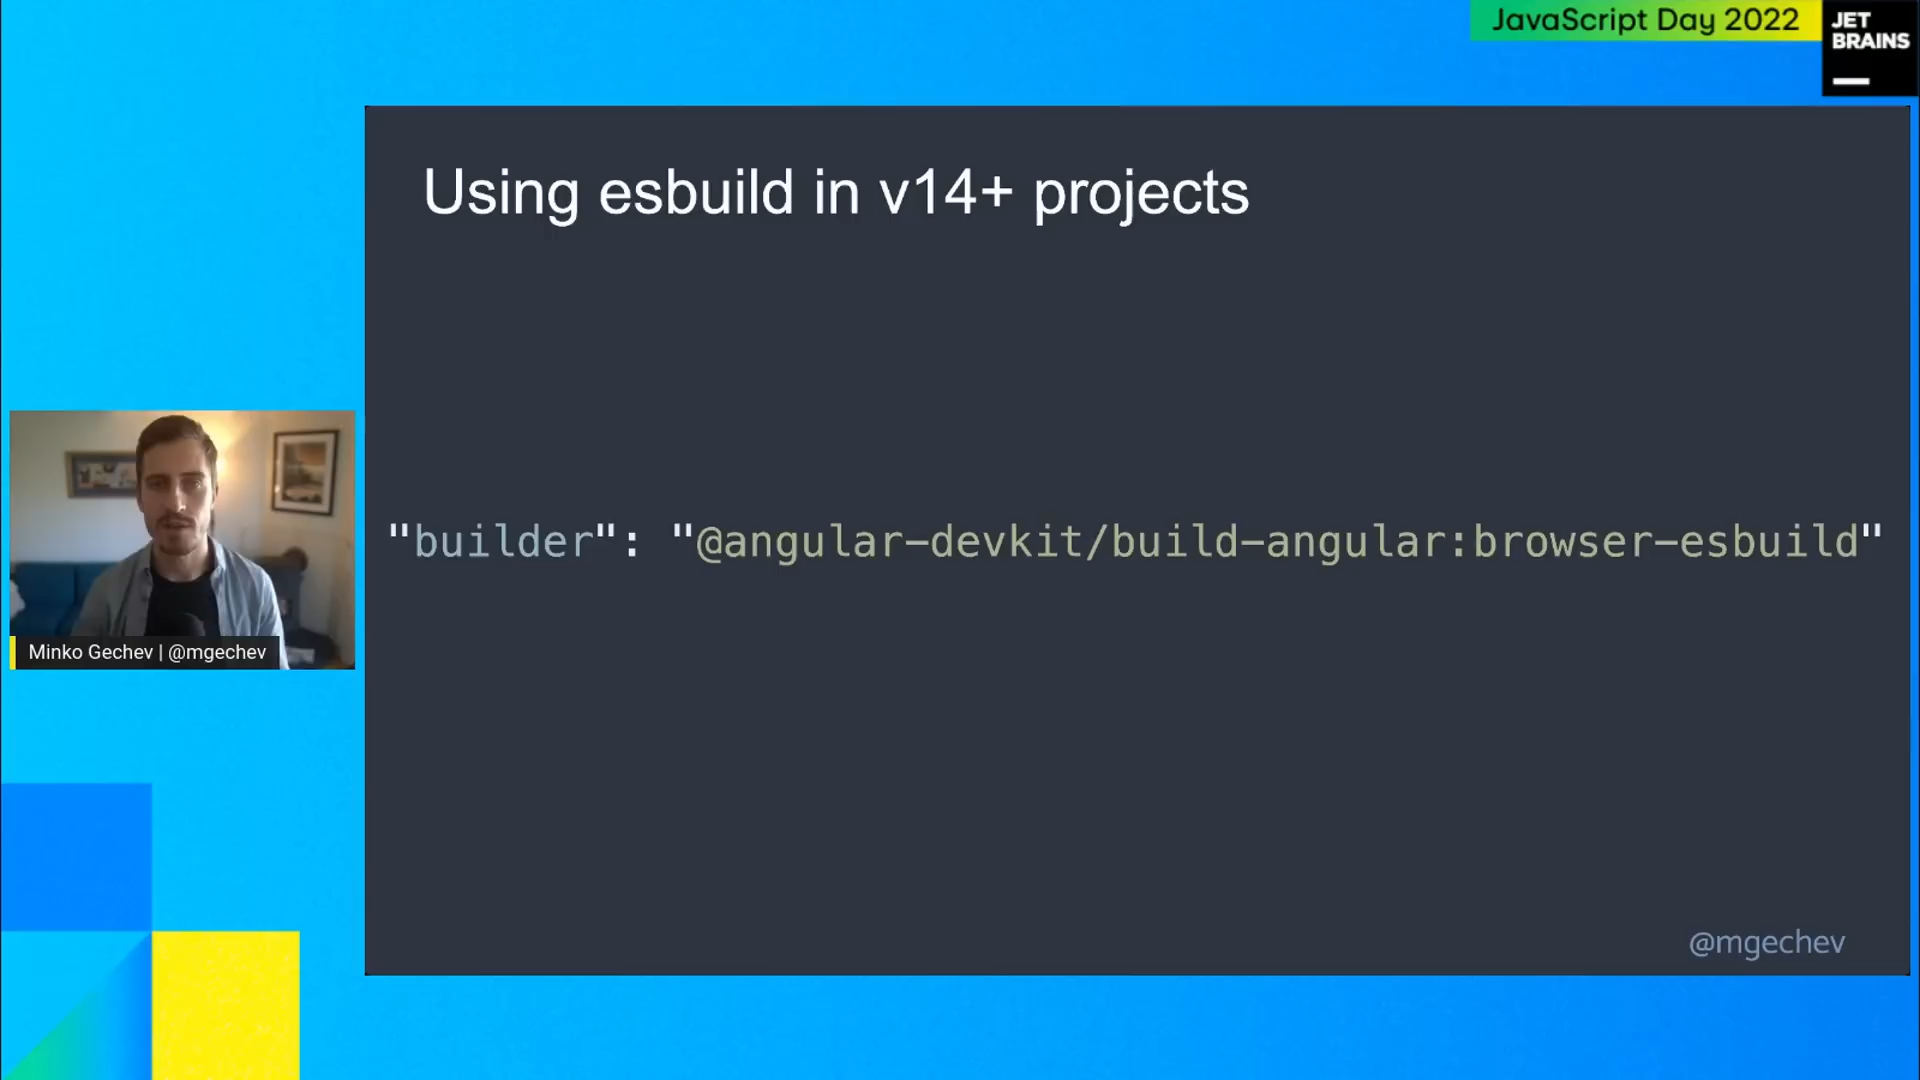 JavaScript Day 2022
JET
BRAINS
Using esbuild in v14+ projects
"builder": "@angular-devkit/build-angular:browser-esbuild"
Minko Gechev | @mgechev
@mgechev